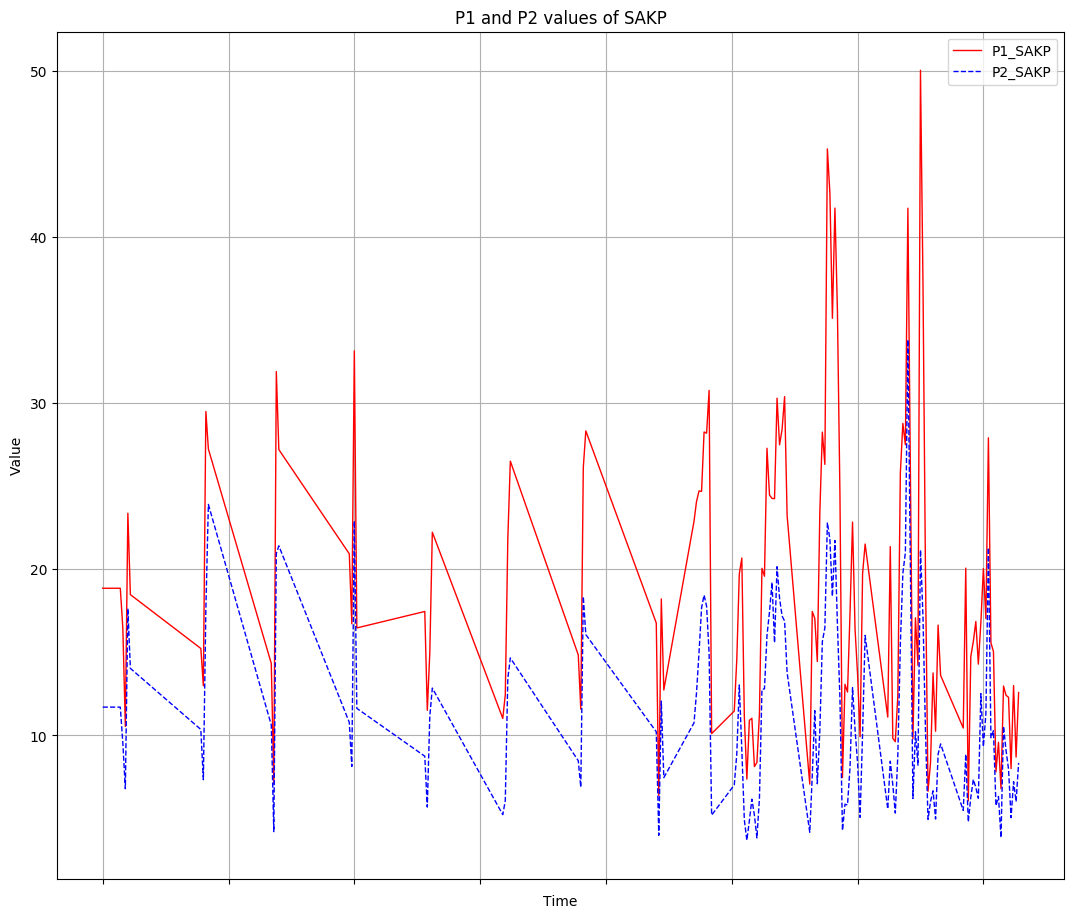 P1 and P2 values of SAKP
P1_SAKP
P2_SAKP
50
40
30
20
10
Value
Time